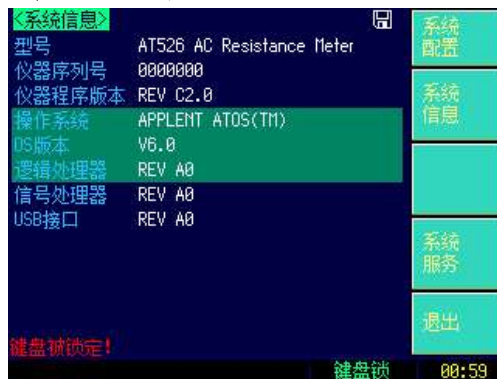 <系统信息>
型号 AT526 AC Resistance Meter
仪器序列号 0000000
仪器程序版本 REV C2.0
操作系统 APPLENT ATOS(TM)
OS版本 V6.0
逻辑处理器 REV A0
信号处理器 REV A0
USB接口 REV A0
键盘被锁定!
系统
配置
系统
信息
系统
服务
退出
键盘锁 00:59